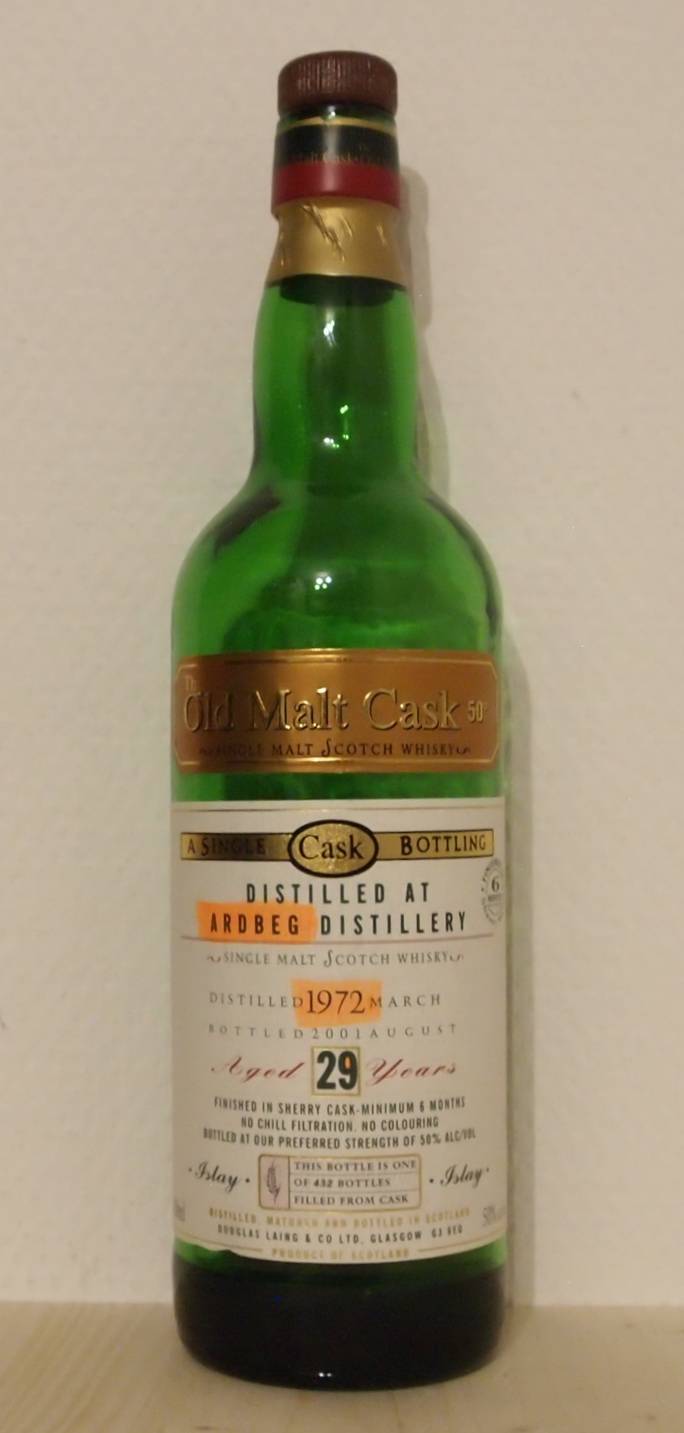 The
Old Malt Cask 50°
SINGLE MALT SCOTCH WHISKY
A SINGLE Cask BOTTLING
DISTILLED AT
6
ARDBEG DISTILLERY
SINGLE MALT SCOTCH WHISKY
DISTILLED 1972 MARCH
BOTTLED 2001 AUGUST
Aged 29 Years
FINISHED IN SHERRY CASK-MINIMUM 6 MONTHS
NO CHILL FILTRATION. NO COLOURING
BOTTLED AT OUR PREFERRED STRENGTH OF 50% ALC/VOL
· Islay · THIS BOTTLE IS ONE · Islay ·
OF 432 BOTTLES
FILLED FROM CASK
DISTILLED, MATURED AND BOTTLED IN SCOTLAND
DOUGLAS LAING & CO LTD, GLASGOW G3 8EQ
50%
PRODUCT OF SCOTLAND